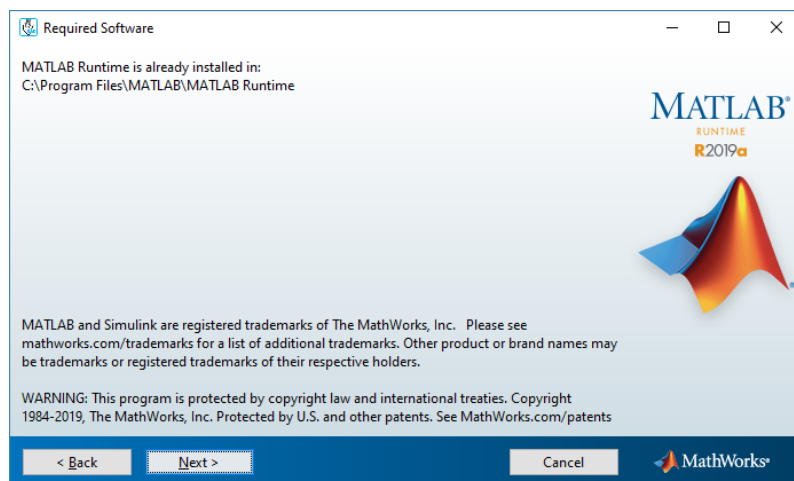 Required Software
MATLAB Runtime is already installed in:
C:\Program Files\MATLAB\MATLAB Runtime
MATLAB®
RUNTIME
R2019a
MATLAB and Simulink are registered trademarks of The MathWorks, Inc.   Please see
mathworks.com/trademarks for a list of additional trademarks. Other product or brand names may
be trademarks or registered trademarks of their respective holders.
WARNING: This program is protected by copyright law and international treaties. Copyright
1984-2019, The MathWorks, Inc. Protected by U.S. and other patents. See MathWorks.com/patents
< Back
Next >
Cancel
MathWorks®